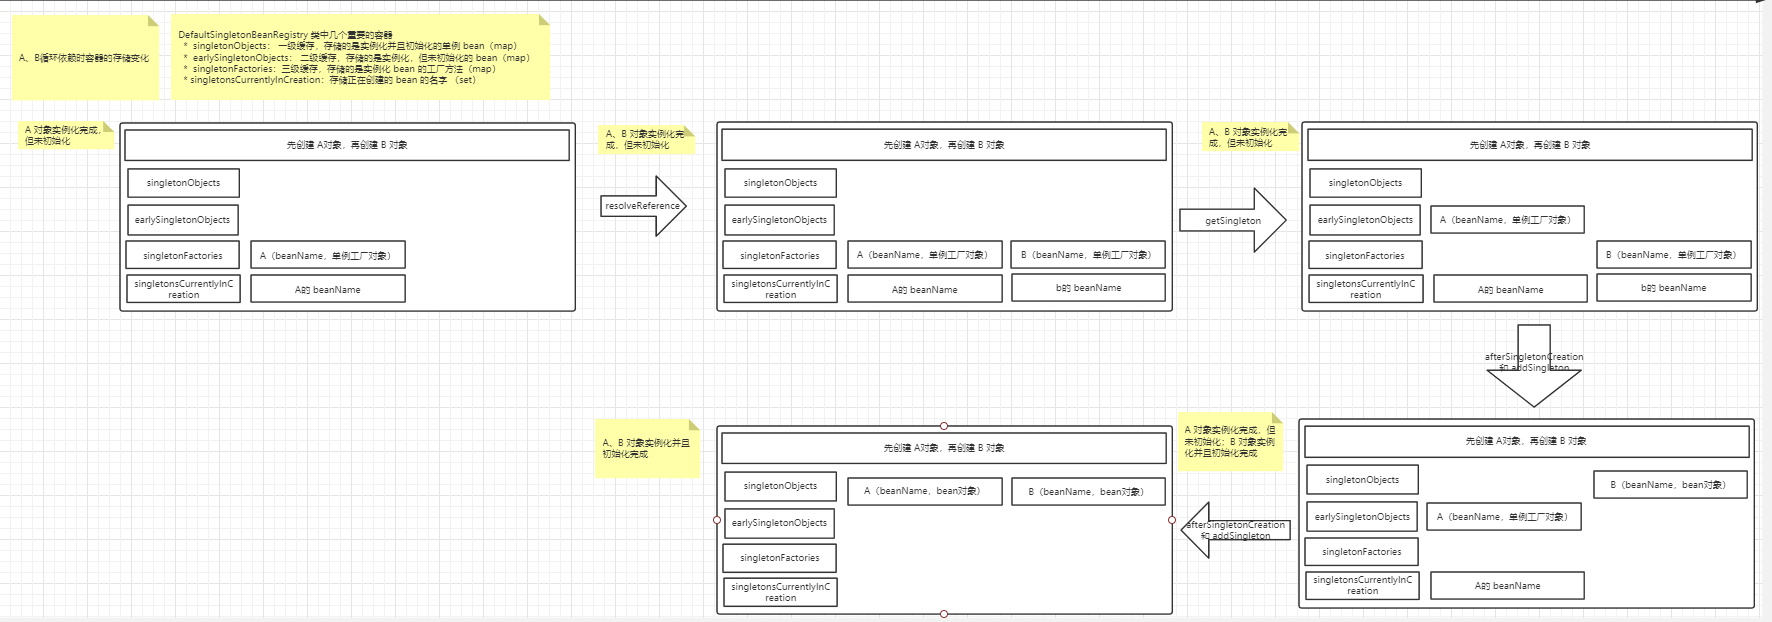 A、B循环依赖时容器的存储变化
DefaultSingletonBeanRegistry 类中几个重要的容器
* singletonObjects： 一级缓存，存储的是实例化并且初始化的单例 bean（map）
* earlySingletonObjects： 二级缓存，存储的是实例化，但未初始化的 bean（map）
* singletonFactories：三级缓存，存储的是实例化 bean 的工厂方法（map）
* singletonsCurrentlyInCreation：存储正在创建的 bean 的名字 （set）
A 对象实例化完成，
但未初始化
先创建 A对象，再创建 B 对象
singletonObjects
earlySingletonObjects
singletonFactories
A（beanName，单例工厂对象）
singletonsCurrentlyInC
reation
A的 beanName
resolveReference
A、B 对象实例化完
成，但未初始化
先创建 A对象，再创建 B 对象
singletonObjects
earlySingletonObjects
singletonFactories
A（beanName，单例工厂对象）
B（beanName，单例工厂对象）
singletonsCurrentlyInC
reation
A的 beanName
b的 beanName
getSingleton
A、B 对象实例化完
成，但未初始化
先创建 A对象，再创建 B 对象
singletonObjects
earlySingletonObjects
A（beanName，单例工厂对象）
singletonFactories
B（beanName，单例工厂对象）
singletonsCurrentlyInC
reation
A的 beanName
b的 beanName
afterSingletonCreation
和 addSingleton
A 对象实例化完成，但
未初始化；B 对象实例
化并且初始化完成
先创建 A对象，再创建 B 对象
singletonObjects
B（beanName，bean对象）
earlySingletonObjects
A（beanName，单例工厂对象）
singletonFactories
singletonsCurrentlyInC
reation
A的 beanName
afterSingletonCreation
和 addSingleton
A、B 对象实例化并且
初始化完成
先创建 A对象，再创建 B 对象
singletonObjects
A（beanName，bean对象）
B（beanName，bean对象）
earlySingletonObjects
singletonFactories
singletonsCurrentlyInC
reation